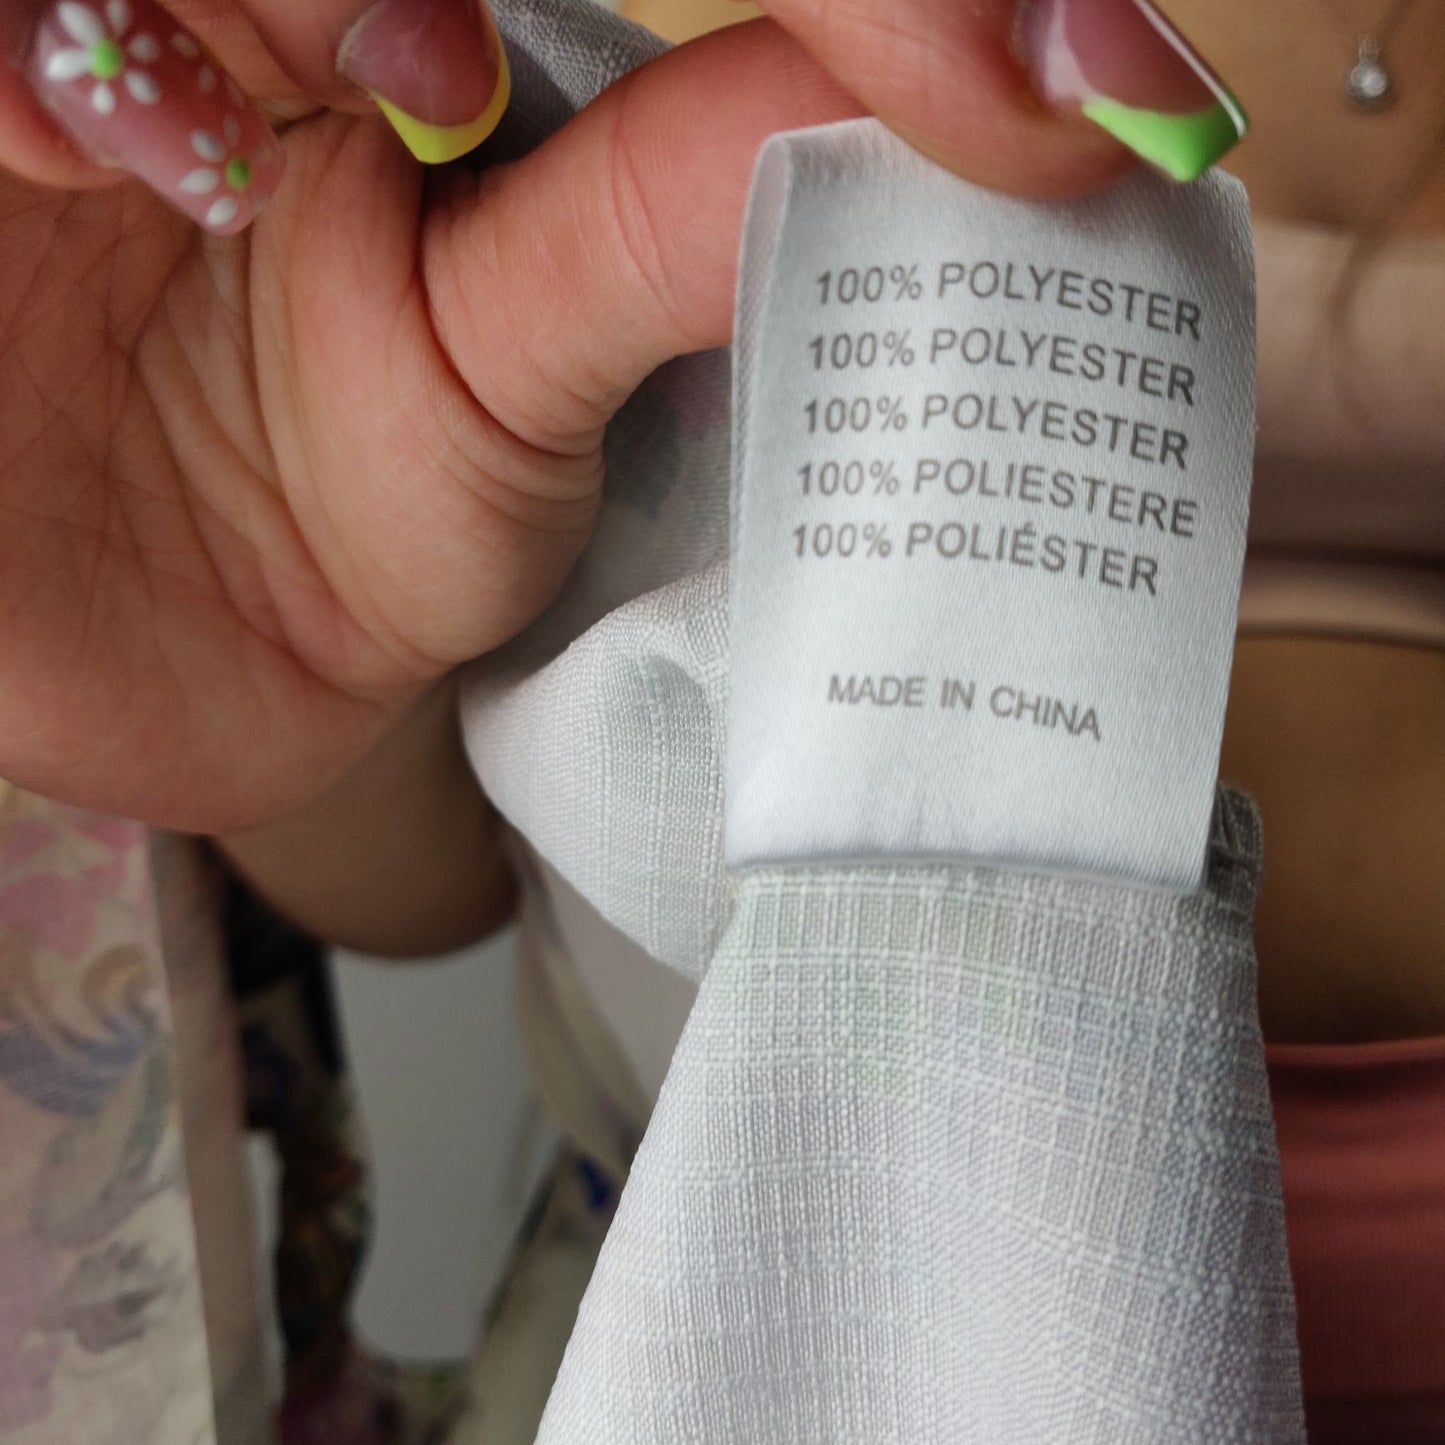 100% POLYESTER
100% POLYESTER
100% POLYESTER
100% POLIESTERE
100% POLIÉSTER
MADE IN CHINA